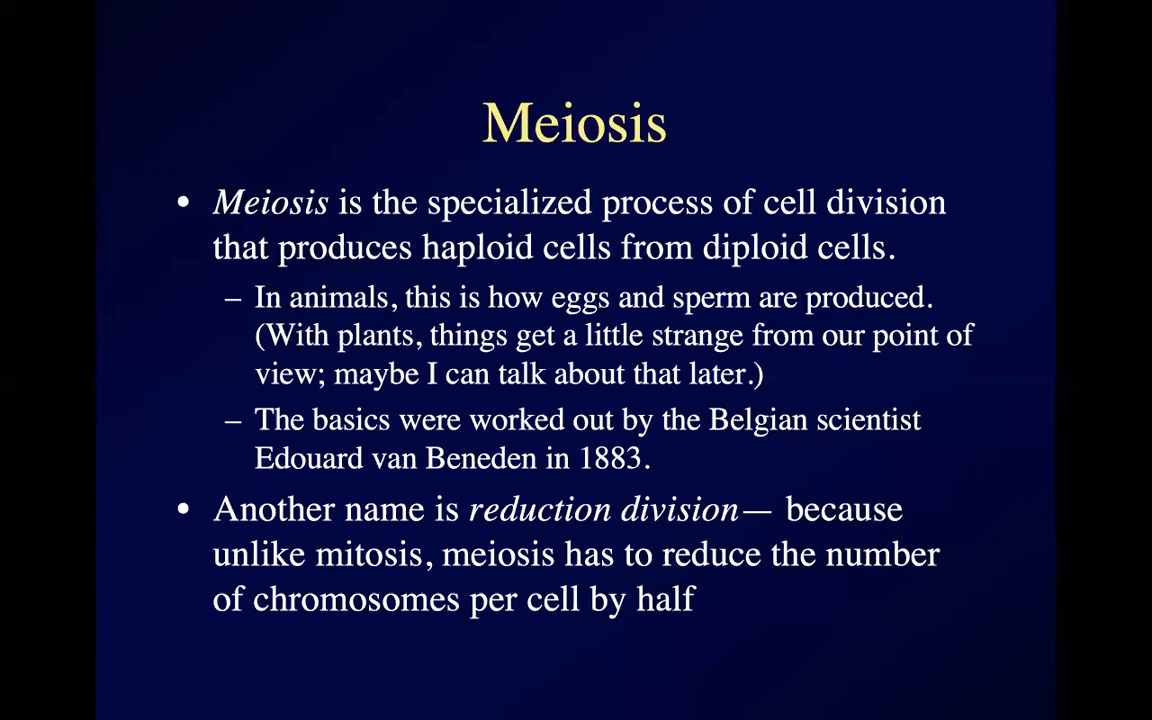 Meiosis
• Meiosis is the specialized process of cell division
that produces haploid cells from diploid cells.
– In animals, this is how eggs and sperm are produced.
(With plants, things get a little strange from our point of
view; maybe I can talk about that later.)
– The basics were worked out by the Belgian scientist
Edouard van Beneden in 1883.
• Another name is reduction division— because
unlike mitosis, meiosis has to reduce the number
of chromosomes per cell by half